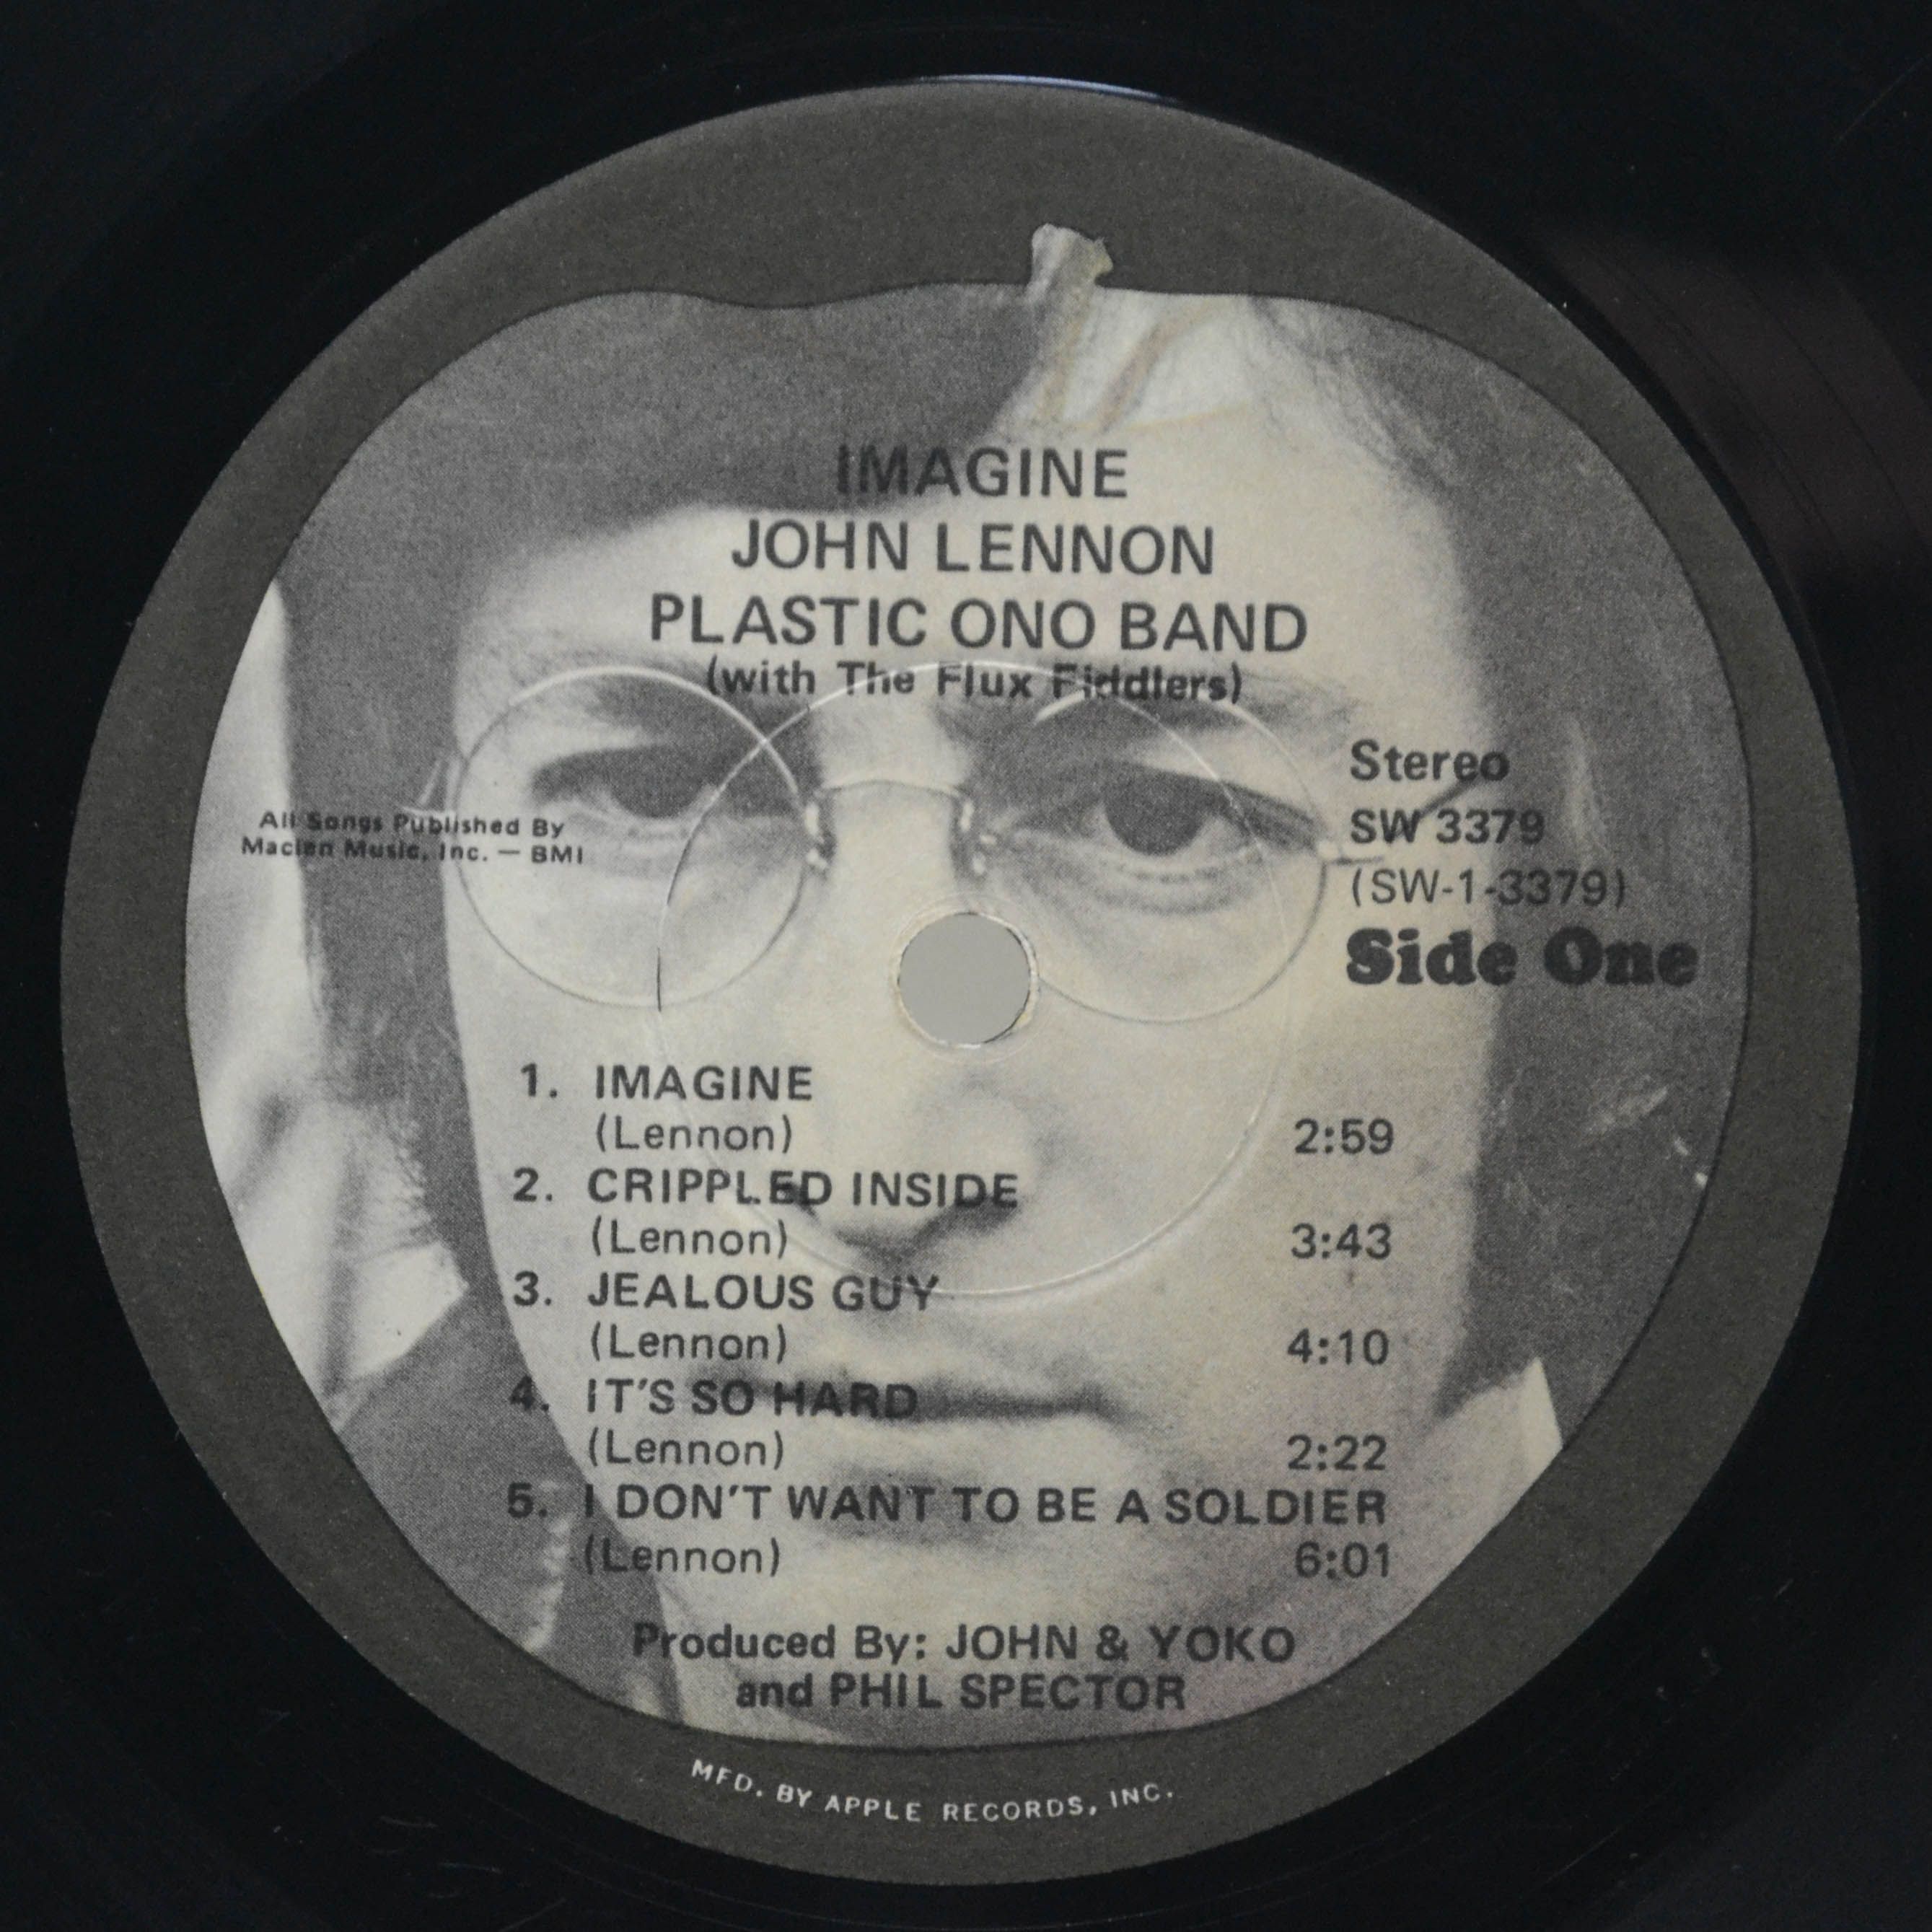 IMAGINE
JOHN LENNON
PLASTIC ONO BAND
(with The Flux Fiddlers)
Stereo
SW 3379
(SW-1-3379)
Side One
All Songs Published By
Maclen Music, Inc. — BMI
1. IMAGINE
(Lennon) 2:59
2. CRIPPLED INSIDE
(Lennon) 3:43
3. JEALOUS GUY
(Lennon) 4:10
4. IT'S SO HARD
(Lennon) 2:22
5. I DON'T WANT TO BE A SOLDIER
(Lennon) 6:01
Produced By: JOHN & YOKO
and PHIL SPECTOR
MFD. BY APPLE RECORDS, INC.